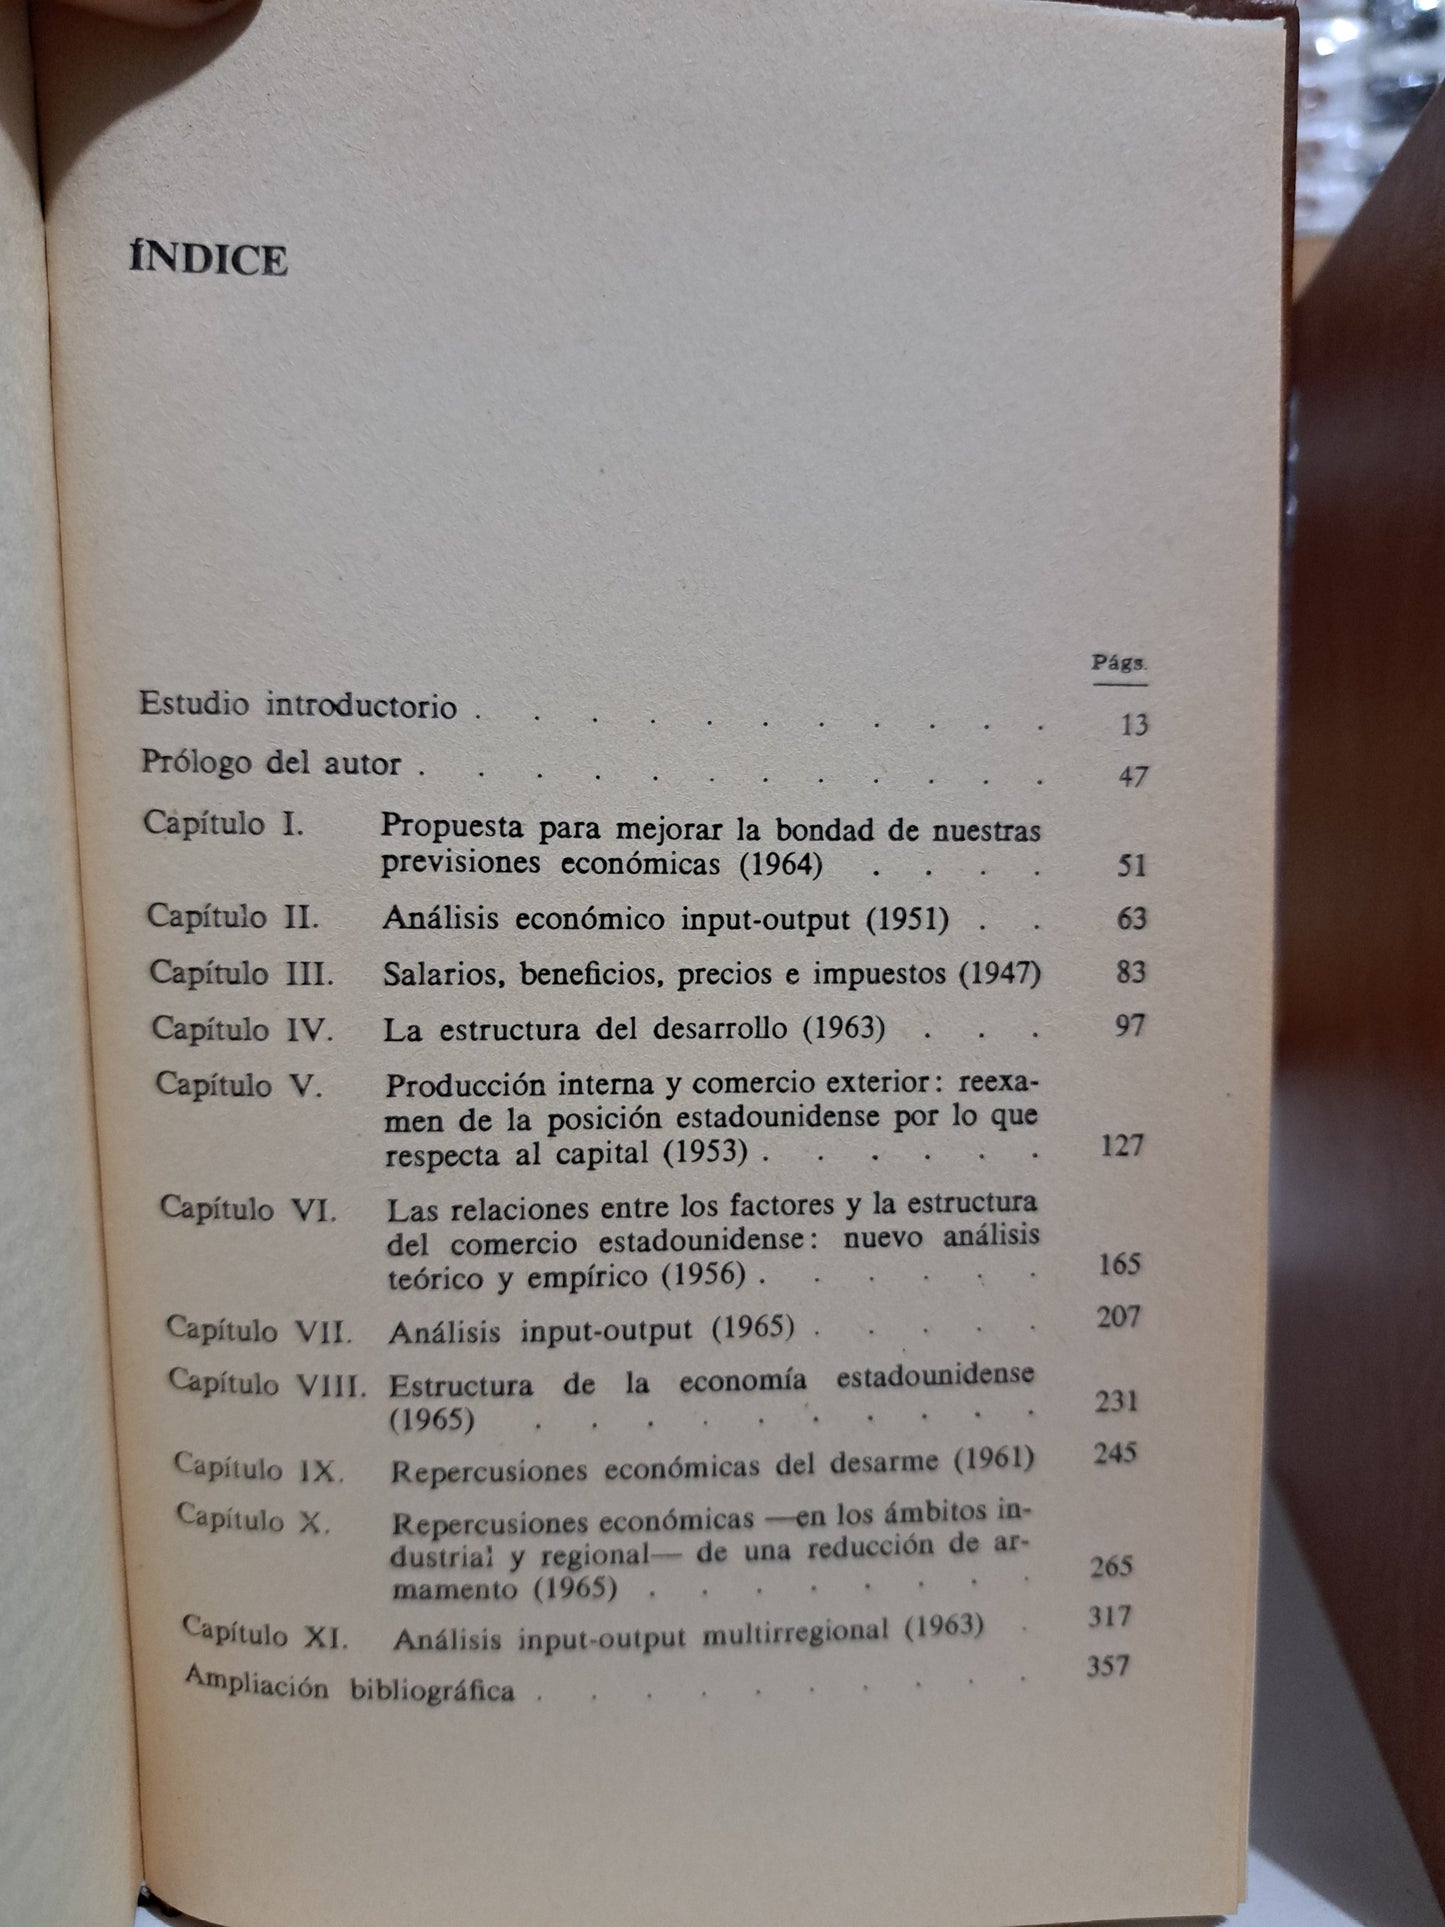 ÍNDICE
Págs.
Estudio introductorio . . . . . . . . . . . 13
Prólogo del autor . . . . . . . . . . . . 47
Capítulo I. Propuesta para mejorar la bondad de nuestras
previsiones económicas (1964) . . . . 51
Capítulo II. Análisis económico input-output (1951) . . 63
Capítulo III. Salarios, beneficios, precios e impuestos (1947) 83
Capítulo IV. La estructura del desarrollo (1963) . . . 97
Capítulo V. Producción interna y comercio exterior: reexa-
men de la posición estadounidense por lo que
respecta al capital (1953) . . . . . . 127
Capítulo VI. Las relaciones entre los factores y la estructura
del comercio estadounidense: nuevo análisis
teórico y empírico (1956) . . . . . . 165
Capítulo VII. Análisis input-output (1965) . . . . . 207
Capítulo VIII. Estructura de la economía estadounidense
(1965) . . . . . . . . . . 231
Capítulo IX. Repercusiones económicas del desarme (1961) 245
Capítulo X. Repercusiones económicas —en los ámbitos in-
dustrial y regional— de una reducción de ar-
mamento (1965) . . . . . . . . 265
Capítulo XI. Análisis input-output multirregional (1963) . 317
Ampliación bibliográfica . . . . . . . . . . 357